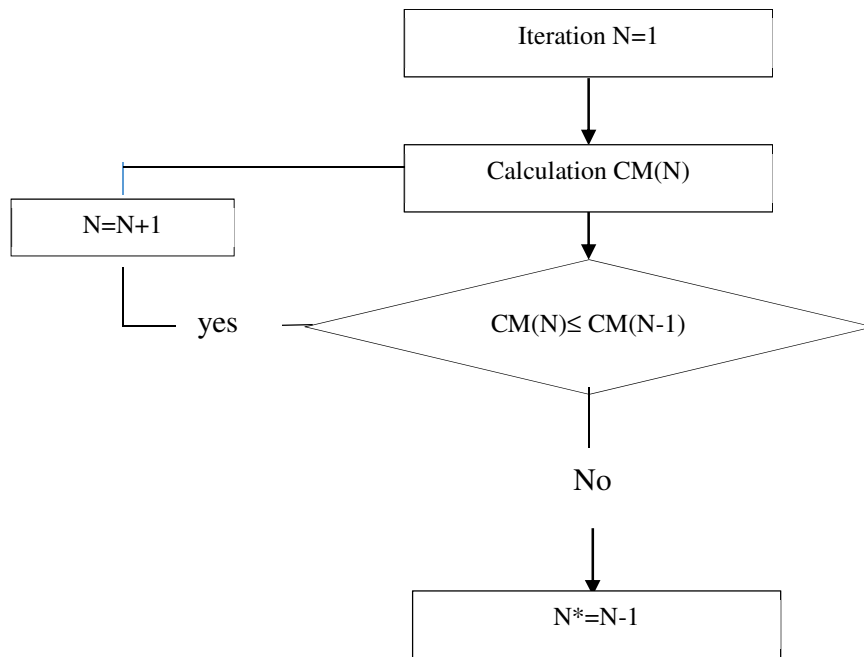 Iteration N=1
Calculation CM(N)
N=N+1
CM(N)≤ CM(N-1)
yes
No
N*=N-1